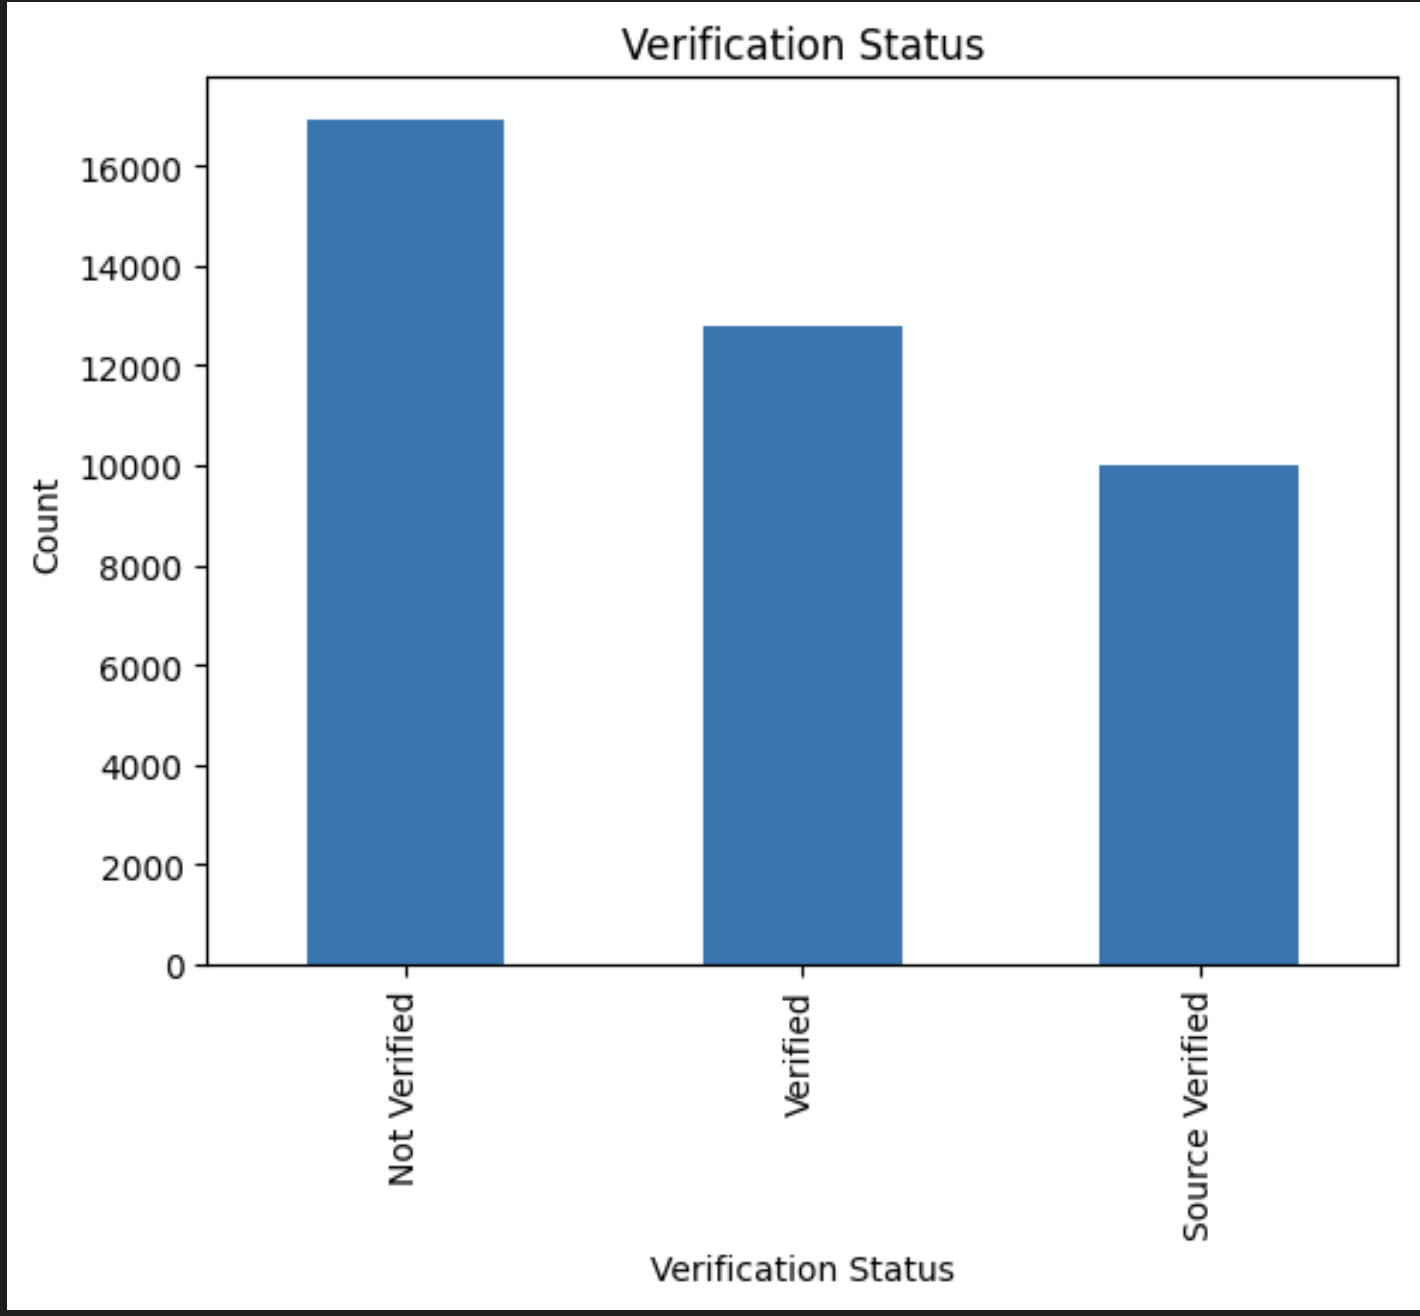 Verification Status
16000
14000
12000
10000
8000
6000
4000
2000
0
Count
Not Verified
Verified
Source Verified
Verification Status